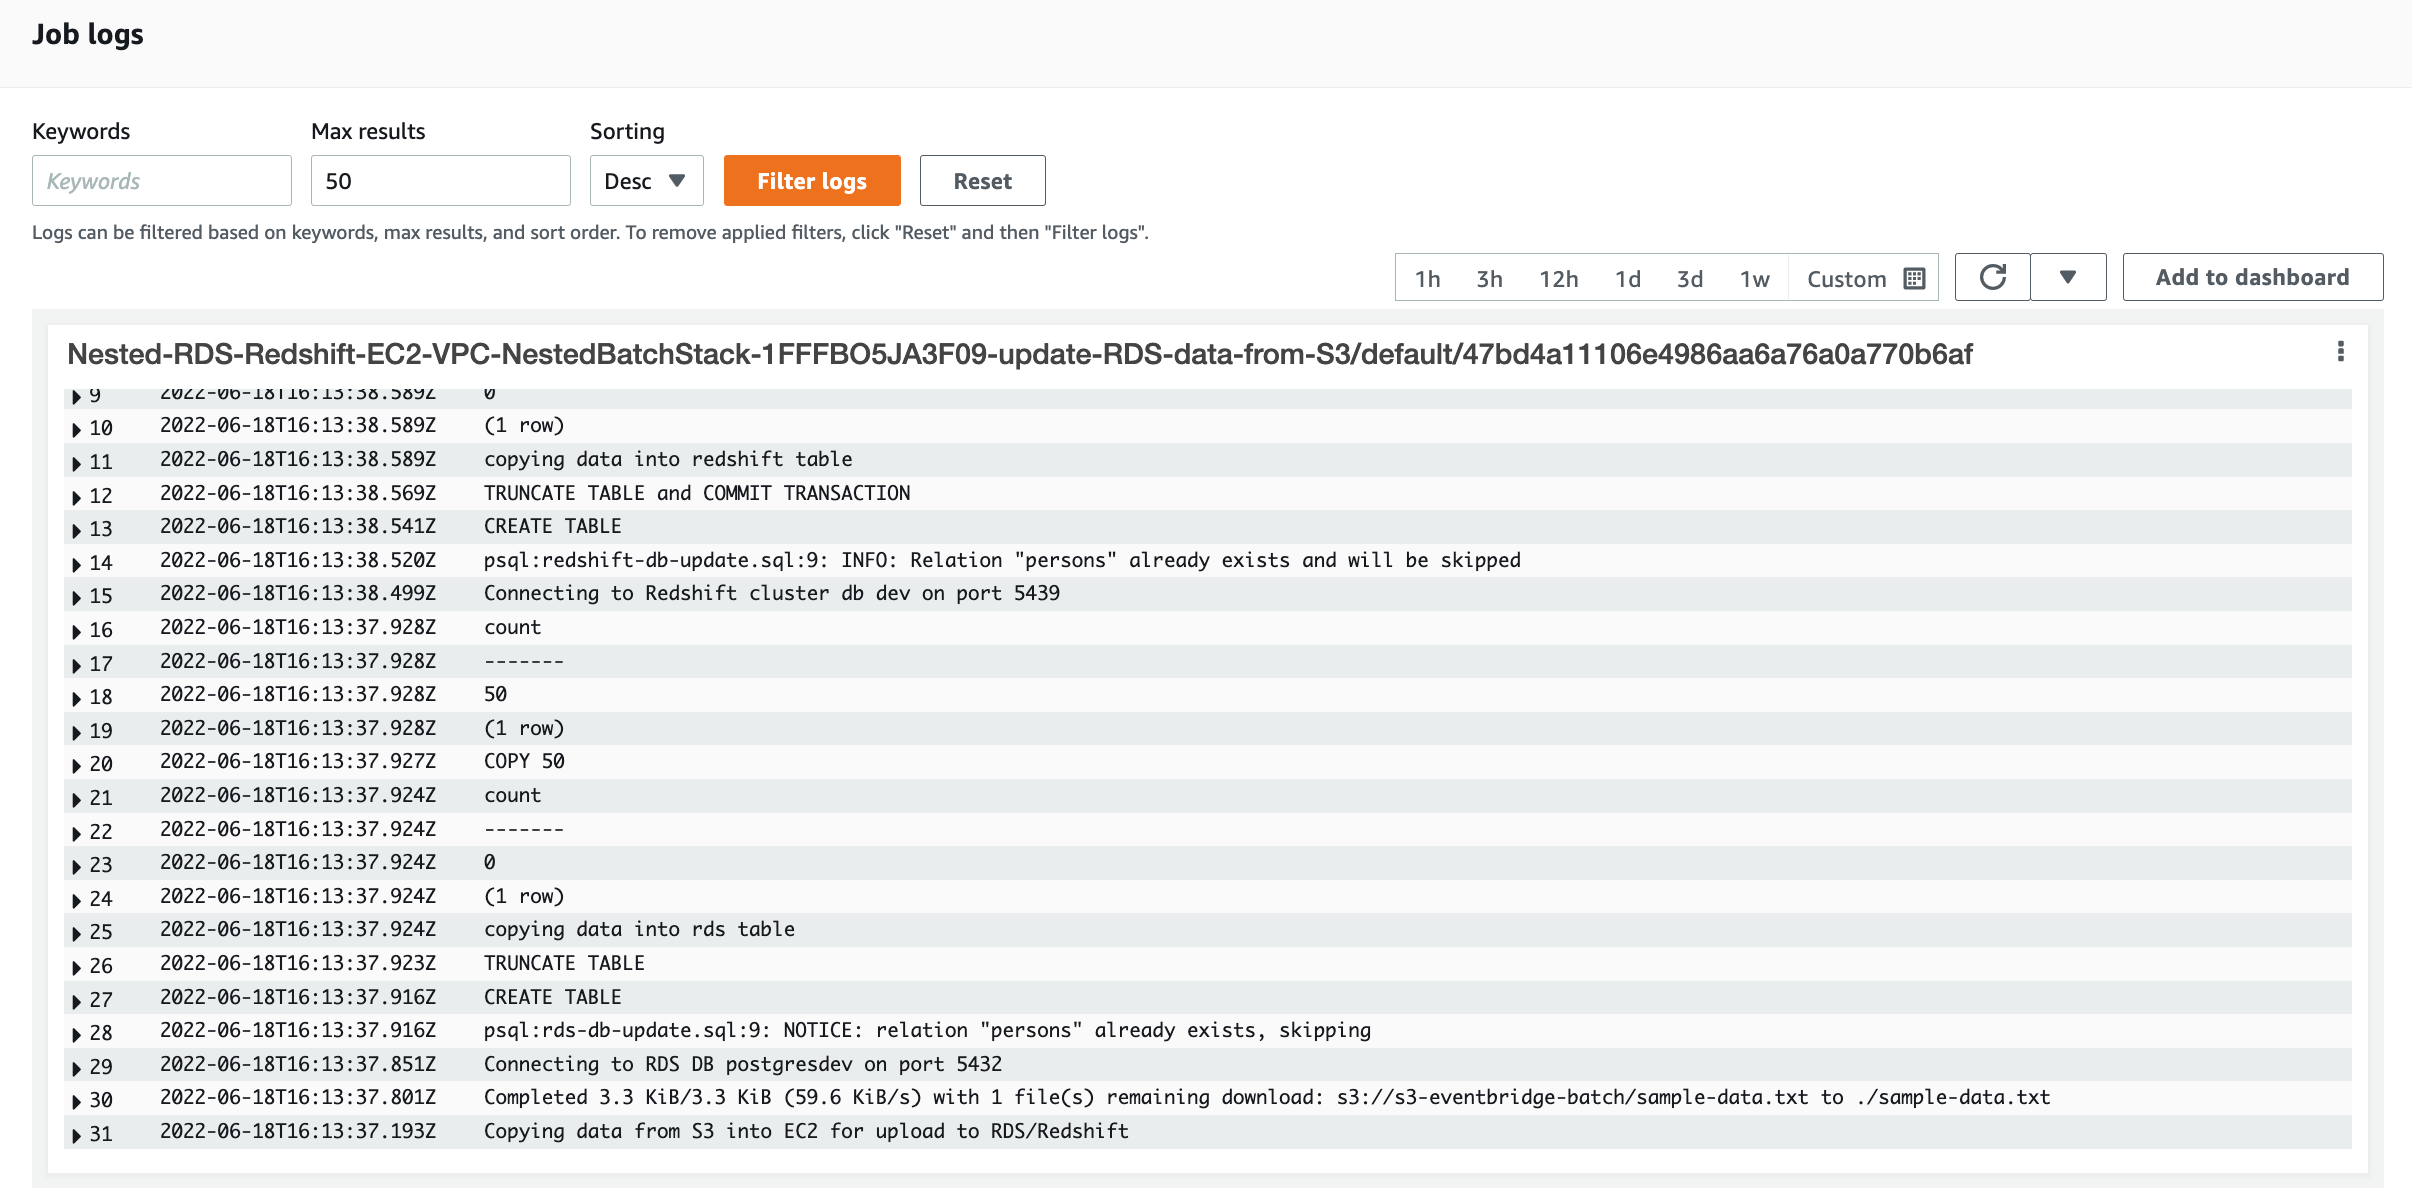 Job logs
Keywords Max results Sorting
Keywords 50 Desc Filter logs Reset
Logs can be filtered based on keywords, max results, and sort order. To remove applied filters, click "Reset" and then "Filter logs".
1h 3h 12h 1d 3d 1w Custom Add to dashboard
Nested-RDS-Redshift-EC2-VPC-NestedBatchStack-1FFFBO5JA3F09-update-RDS-data-from-S3/default/47bd4a11106e4986aa6a76a0a770b6af
9 2022-06-18T16:13:38.589Z 0
10 2022-06-18T16:13:38.589Z (1 row)
11 2022-06-18T16:13:38.589Z copying data into redshift table
12 2022-06-18T16:13:38.569Z TRUNCATE TABLE and COMMIT TRANSACTION
13 2022-06-18T16:13:38.541Z CREATE TABLE
14 2022-06-18T16:13:38.520Z psql:redshift-db-update.sql:9: INFO: Relation "persons" already exists and will be skipped
15 2022-06-18T16:13:38.499Z Connecting to Redshift cluster db dev on port 5439
16 2022-06-18T16:13:37.928Z count
17 2022-06-18T16:13:37.928Z -------
18 2022-06-18T16:13:37.928Z 50
19 2022-06-18T16:13:37.928Z (1 row)
20 2022-06-18T16:13:37.927Z COPY 50
21 2022-06-18T16:13:37.924Z count
22 2022-06-18T16:13:37.924Z -------
23 2022-06-18T16:13:37.924Z 0
24 2022-06-18T16:13:37.924Z (1 row)
25 2022-06-18T16:13:37.924Z copying data into rds table
26 2022-06-18T16:13:37.923Z TRUNCATE TABLE
27 2022-06-18T16:13:37.916Z CREATE TABLE
28 2022-06-18T16:13:37.916Z psql:rds-db-update.sql:9: NOTICE: relation "persons" already exists, skipping
29 2022-06-18T16:13:37.851Z Connecting to RDS DB postgresdev on port 5432
30 2022-06-18T16:13:37.801Z Completed 3.3 KiB/3.3 KiB (59.6 KiB/s) with 1 file(s) remaining download: s3://s3-eventbridge-batch/sample-data.txt to ./sample-data.txt
31 2022-06-18T16:13:37.193Z Copying data from S3 into EC2 for upload to RDS/Redshift